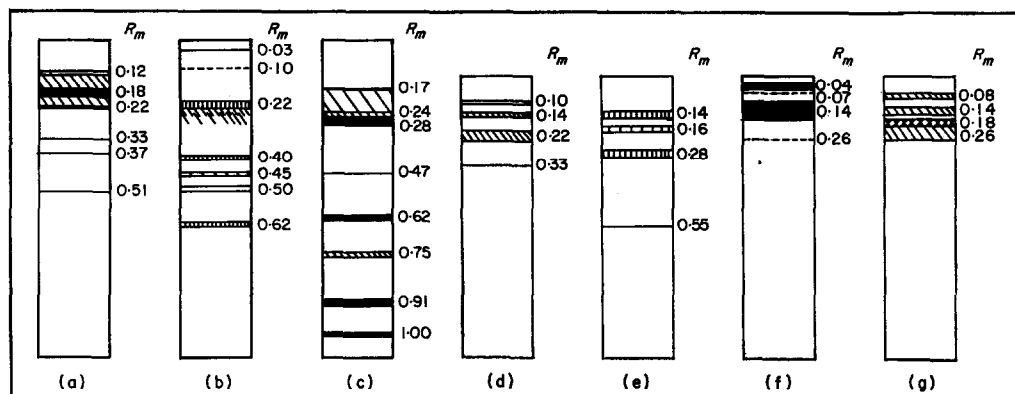 R_m
0·12
0·18
0·22
0·33
0·37
0·51
(a)
R_m
0·03
0·10
0·22
0·40
0·45
0·50
0·62
(b)
R_m
0·17
0·24
0·28
0·47
0·62
0·75
0·91
1·00
(c)
R_m
0·10
0·14
0·22
0·33
(d)
R_m
0·14
0·16
0·28
0·55
(e)
R_m
0·04
0·07
0·14
0·26
(f)
R_m
0·08
0·14
0·18
0·26
(g)